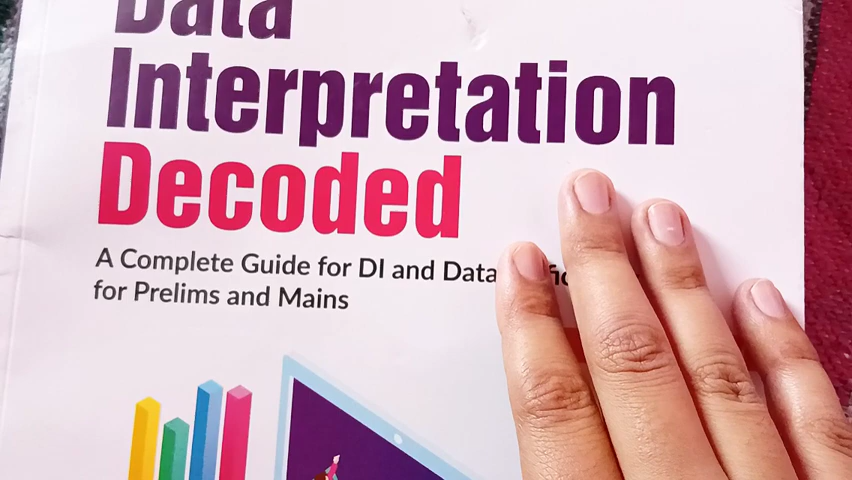 Data
Interpretation
Decoded
A Complete Guide for DI and Data
for Prelims and Mains